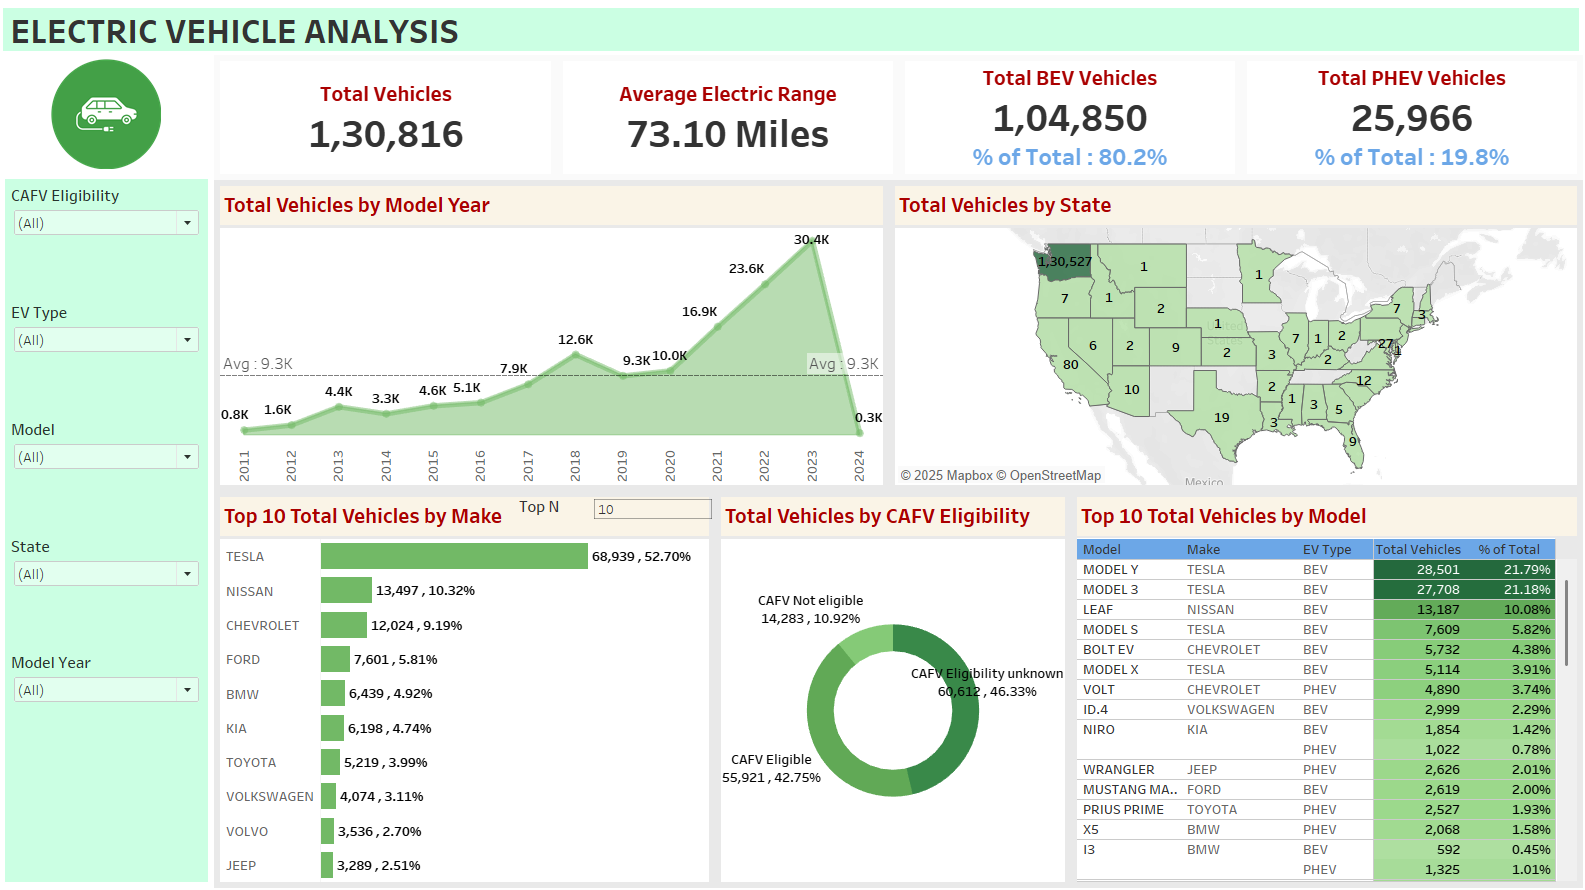 ELECTRIC VEHICLE ANALYSIS
Total Vehicles
1,30,816
Average Electric Range
73.10 Miles
Total BEV Vehicles
1,04,850
% of Total : 80.2%
Total PHEV Vehicles
25,966
% of Total : 19.8%
CAFV Eligibility
(All)
EV Type
(All)
Model
(All)
State
(All)
Model Year
(All)
Total Vehicles by Model Year
30.4K
23.6K
16.9K
12.6K
9.3K 10.0K
7.9K
Avg : 9.3K
Avg : 9.3K
4.4K
3.3K
4.6K
5.1K
0.8K
1.6K
0.3K
2011
2012
2013
2014
2015
2016
2017
2018
2019
2020
2021
2022
2023
2024
Total Vehicles by State
1,30,527
1
1
7
1
2
7
3
1
6
2
9
2
3
7
1
2
27
1
80
2
10
2
12
19
3
1
3
5
9
© 2025 Mapbox © OpenStreetMap
Mexico
United
States
Top 10 Total Vehicles by Make
Top N
10
TESLA
68,939 , 52.70%
NISSAN
13,497 , 10.32%
CHEVROLET
12,024 , 9.19%
FORD
7,601 , 5.81%
BMW
6,439 , 4.92%
KIA
6,198 , 4.74%
TOYOTA
5,219 , 3.99%
VOLKSWAGEN
4,074 , 3.11%
VOLVO
3,536 , 2.70%
JEEP
3,289 , 2.51%
Total Vehicles by CAFV Eligibility
CAFV Not eligible
14,283 , 10.92%
CAFV Eligibility unknown
60,612 , 46.33%
CAFV Eligible
55,921 , 42.75%
Top 10 Total Vehicles by Model
Model Make EV Type Total Vehicles % of Total
MODEL Y TESLA BEV 28,501 21.79%
MODEL 3 TESLA BEV 27,708 21.18%
LEAF NISSAN BEV 13,187 10.08%
MODEL S TESLA BEV 7,609 5.82%
BOLT EV CHEVROLET BEV 5,732 4.38%
MODEL X TESLA BEV 5,114 3.91%
VOLT CHEVROLET PHEV 4,890 3.74%
ID.4 VOLKSWAGEN BEV 2,999 2.29%
NIRO KIA BEV 1,854 1.42%
PHEV 1,022 0.78%
WRANGLER JEEP PHEV 2,626 2.01%
MUSTANG MA.. FORD BEV 2,619 2.00%
PRIUS PRIME TOYOTA PHEV 2,527 1.93%
X5 BMW PHEV 2,068 1.58%
I3 BMW BEV 592 0.45%
PHEV 1,325 1.01%